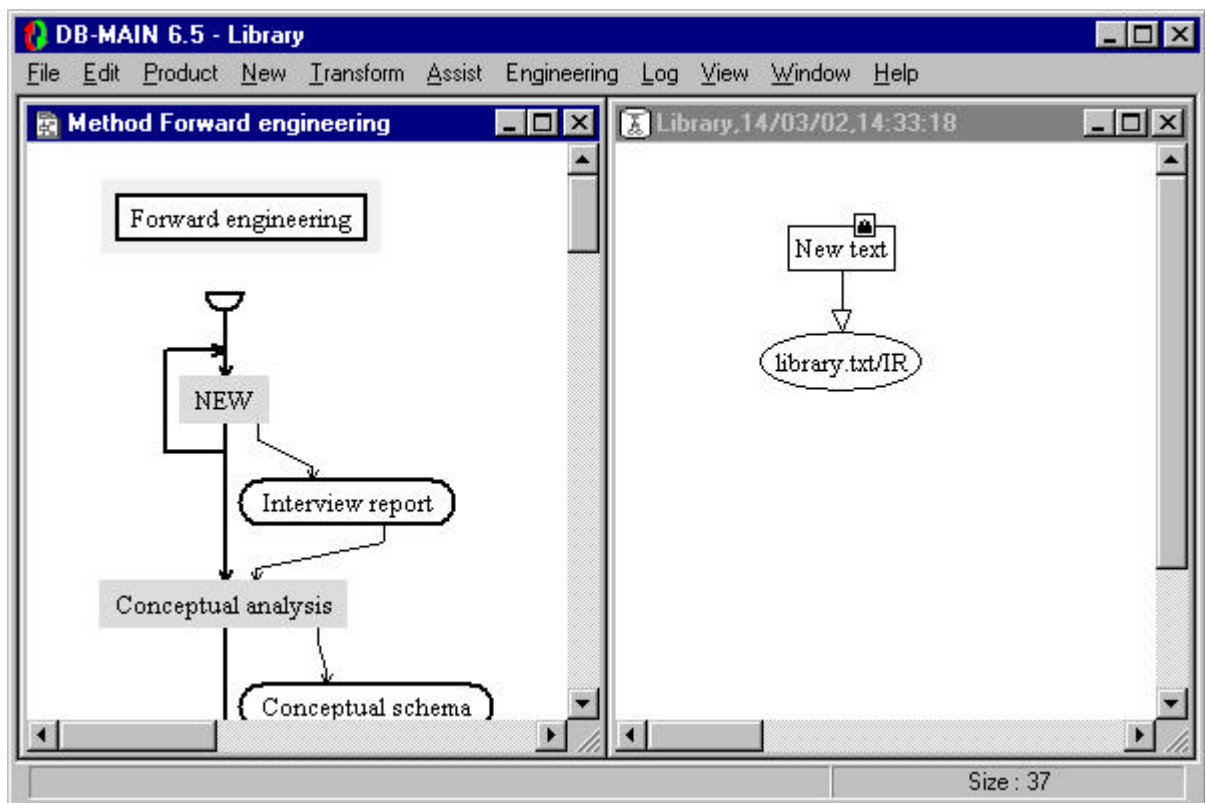 DB-MAIN 6.5 - Library
File Edit Product New Transform Assist Engineering Log View Window Help
Method Forward engineering
Library,14/03/02,14:33:18
Forward engineering
NEW
Interview report
Conceptual analysis
Conceptual schema
New text
library.txt/IR
Size : 37